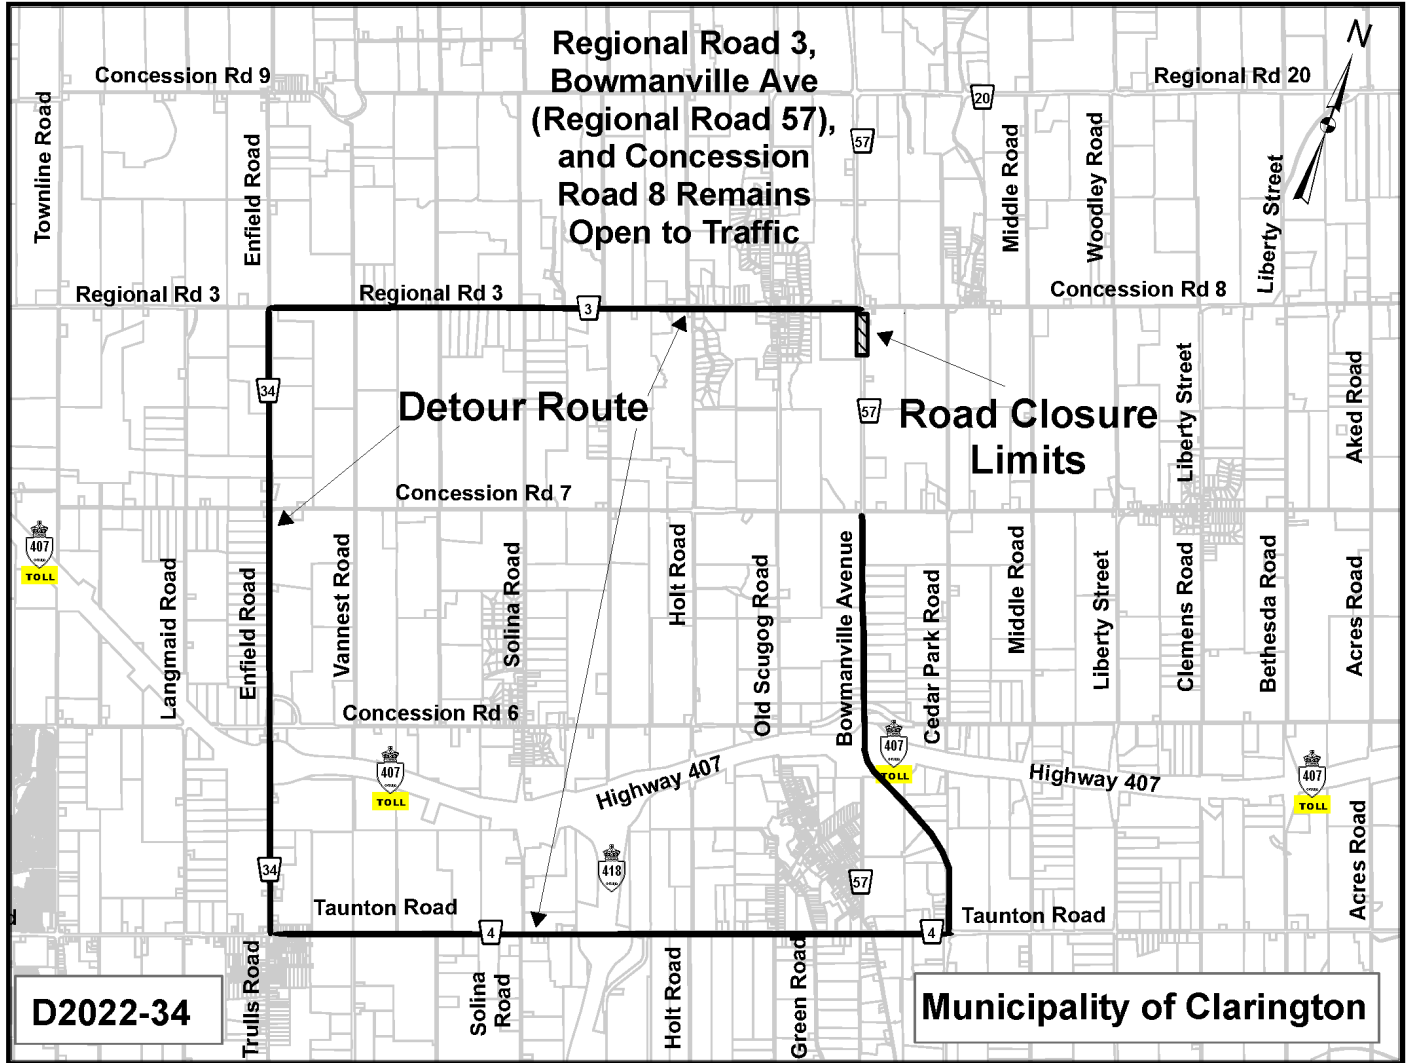 Regional Road 3,
Bowmanville Ave
(Regional Road 57),
and Concession
Road 8 Remains
Open to Traffic
N
Concession Rd 9
Regional Rd 20
20
57
Townline Road
Enfield Road
Middle Road
Woodley Road
Liberty Street
Regional Rd 3
Regional Rd 3
3
Concession Rd 8
34
Detour Route
57
Road Closure
Limits
Liberty Street
Aked Road
Concession Rd 7
407
TOLL
Langmaid Road
Enfield Road
Vannest Road
Solina Road
Holt Road
Old Scugog Road
Bowmanville Avenue
Cedar Park Road
Middle Road
Liberty Street
Clemens Road
Bethesda Road
Acres Road
Concession Rd 6
407
TOLL
Highway 407
407
TOLL
Highway 407
407
TOLL
34
418
57
Acres Road
Taunton Road
4
4
Taunton Road
d
Trulls Road
Solina
Road
Holt Road
Green Road
D2022-34
Municipality of Clarington